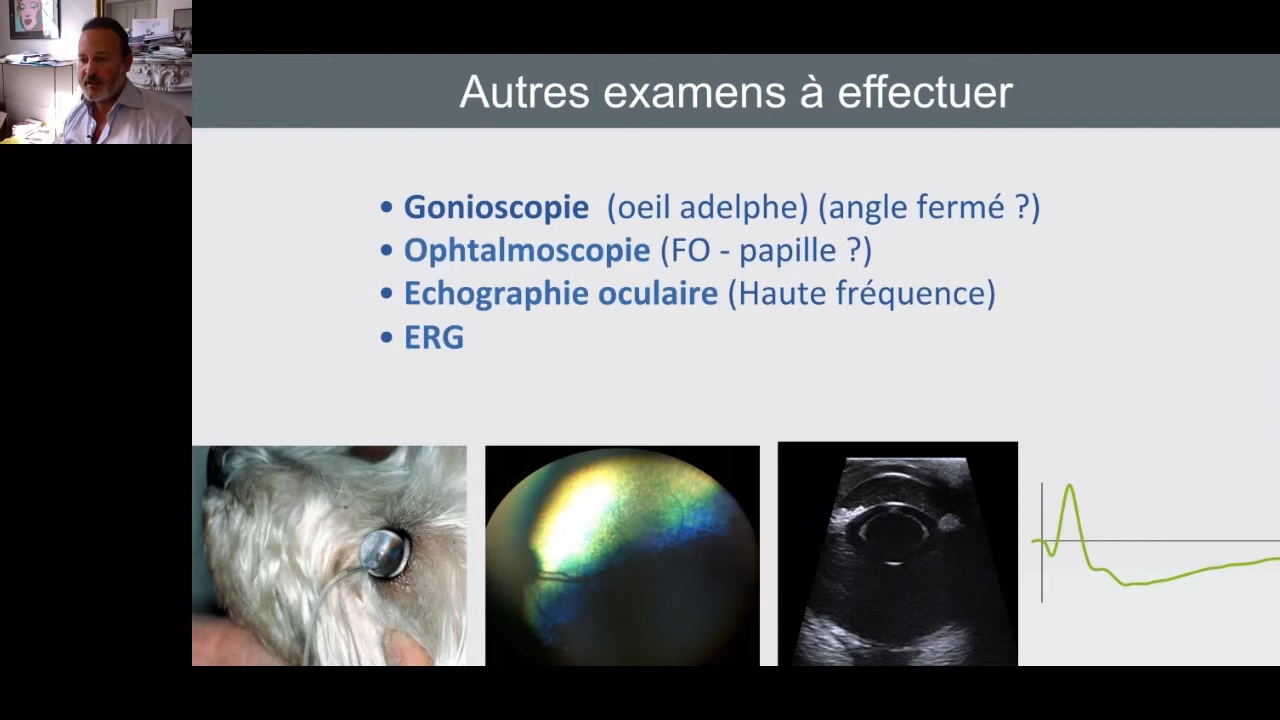 Autres examens à effectuer
• Gonioscopie (oeil adelphe) (angle fermé ?)
• Ophtalmoscopie (FO - papille ?)
• Echographie oculaire (Haute fréquence)
• ERG